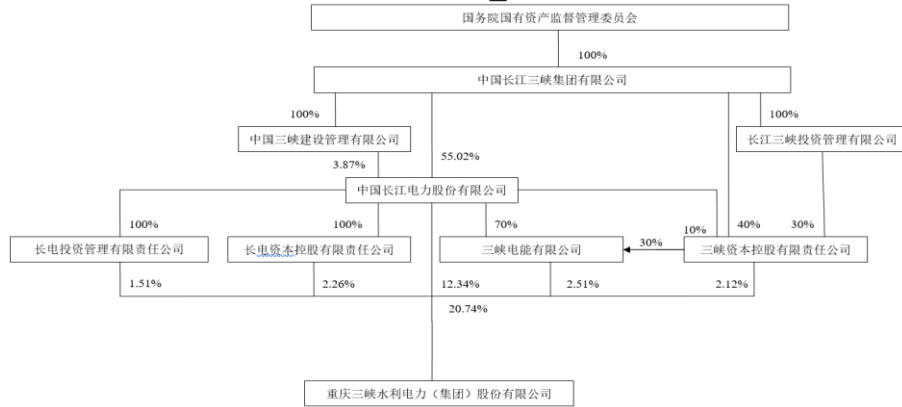 国务院国有资产监督管理委员会
100%
中国长江三峡集团有限公司
100%
100%
中国三峡建设管理有限公司
长江三峡投资管理有限公司
3.87%
55.02%
中国长江电力股份有限公司
100%
100%
70%
10%
40%
30%
长电投资管理有限责任公司
长电资本控股有限责任公司
三峡电能有限公司
30%
三峡资本控股有限责任公司
1.51%
2.26%
12.34%
2.51%
2.12%
20.74%
重庆三峡水利电力（集团）股份有限公司